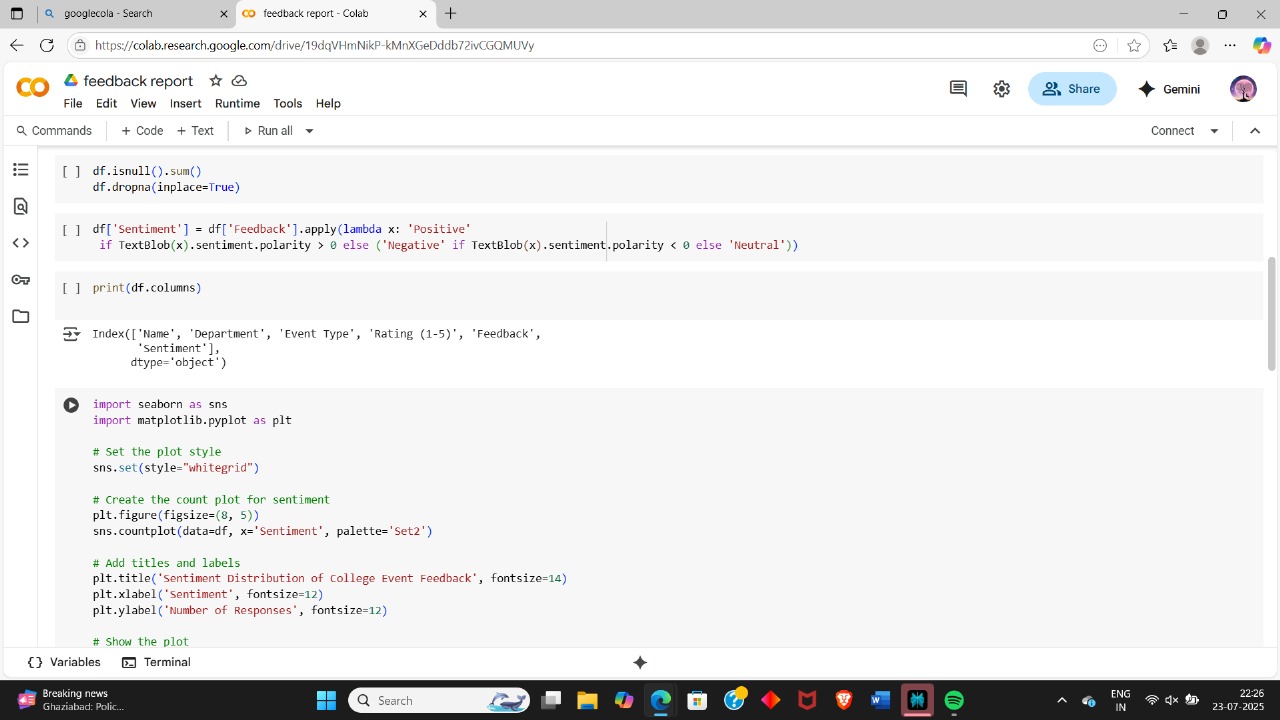 googlecola - Search
feedback report - Colab
https://colab.research.google.com/drive/19dqVHmNikP-kMnXGeDddb72ivCGQMUVy
feedback report
File Edit View Insert Runtime Tools Help
Share
Gemini
Commands + Code + Text Run all
Connect
[ ] df.isnull().sum()
df.dropna(inplace=True)
[ ] df['Sentiment'] = df['Feedback'].apply(lambda x: 'Positive'
if TextBlob(x).sentiment.polarity > 0 else ('Negative' if TextBlob(x).sentiment.polarity < 0 else 'Neutral'))
[ ] print(df.columns)
Index(['Name', 'Department', 'Event Type', 'Rating (1-5)', 'Feedback',
'Sentiment'],
dtype='object')
import seaborn as sns
import matplotlib.pyplot as plt
# Set the plot style
sns.set(style="whitegrid")
# Create the count plot for sentiment
plt.figure(figsize=(8, 5))
sns.countplot(data=df, x='Sentiment', palette='Set2')
# Add titles and labels
plt.title('Sentiment Distribution of College Event Feedback', fontsize=14)
plt.xlabel('Sentiment', fontsize=12)
plt.ylabel('Number of Responses', fontsize=12)
# Show the plot
{} Variables Terminal
Breaking news
Ghaziabad: Polic...
Search
ENG
IN
22:26
23-07-2025